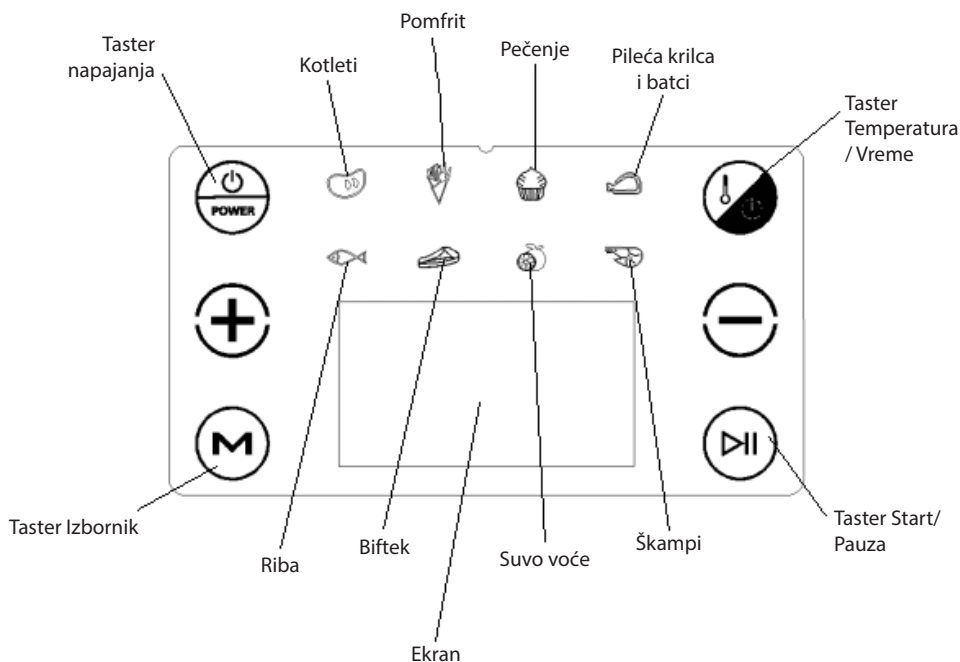 Pomfrit
Taster
napajanja
Kotleti
Pečenje
Pileća krilca
i batci
Taster
Temperatura
/ Vreme
POWER
M
Taster Izbornik
Riba
Biftek
Suvo voće
Škampi
Taster Start/
Pauza
Ekran